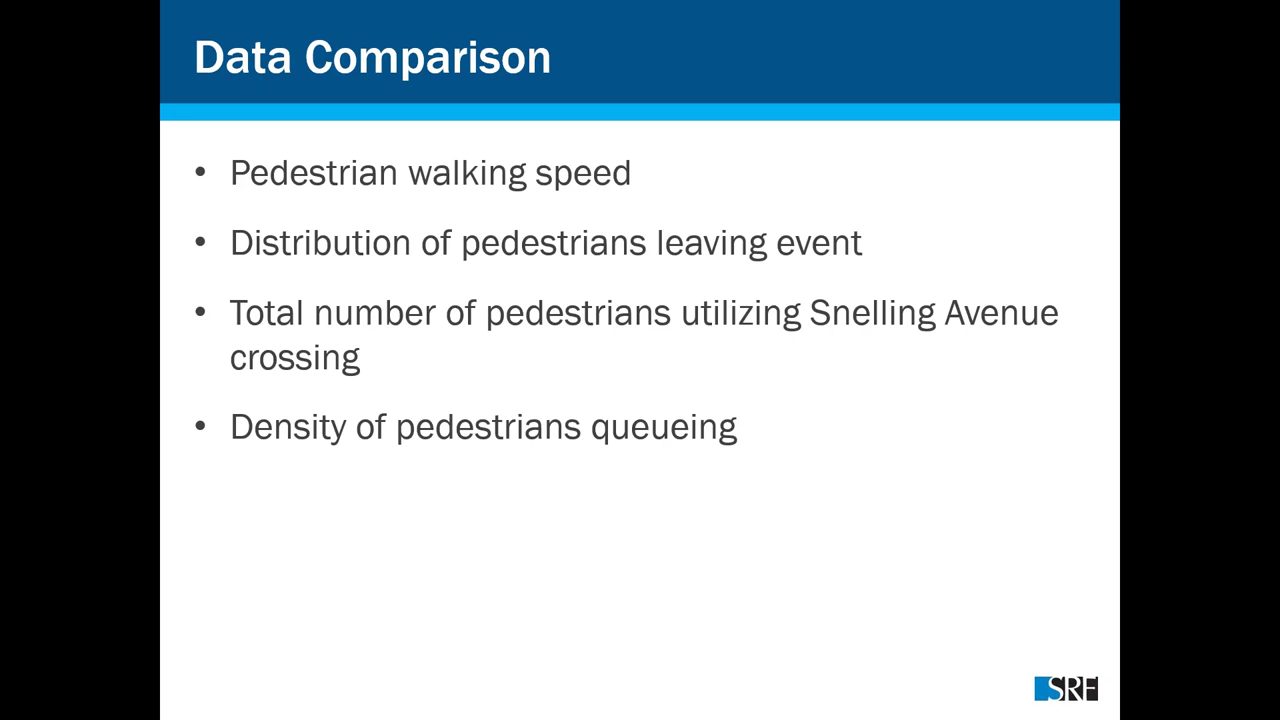 Data Comparison
• Pedestrian walking speed
• Distribution of pedestrians leaving event
• Total number of pedestrians utilizing Snelling Avenue
crossing
• Density of pedestrians queueing
SRF